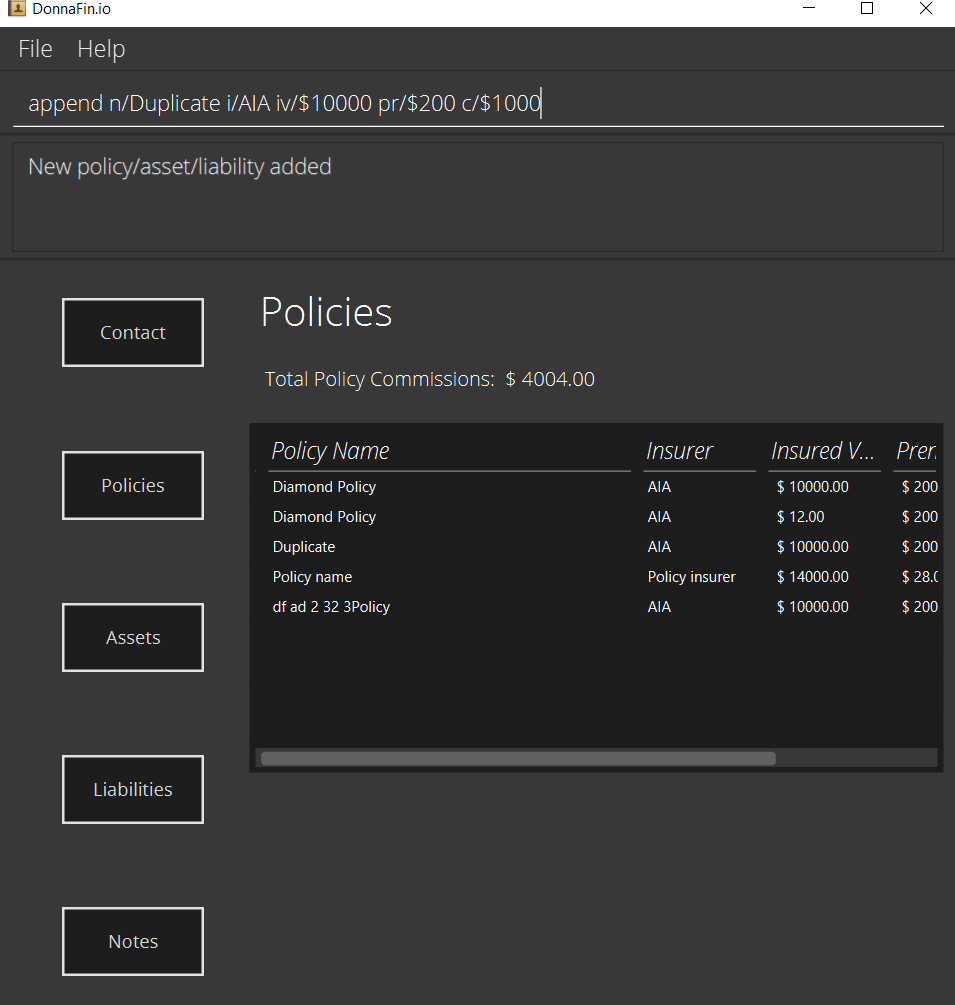 DonnaFin.io
File Help
append n/Duplicate i/AIA iv/$10000 pr/$200 c/$1000
New policy/asset/liability added
Contact
Policies
Assets
Liabilities
Notes
Policies
Total Policy Commissions: $ 4004.00
Policy Name Insurer Insured V... Prer
Diamond Policy AIA $ 10000.00 $ 200
Diamond Policy AIA $ 12.00 $ 200
Duplicate AIA $ 10000.00 $ 200
Policy name Policy insurer $ 14000.00 $ 28.0
df ad 2 32 3Policy AIA $ 10000.00 $ 200